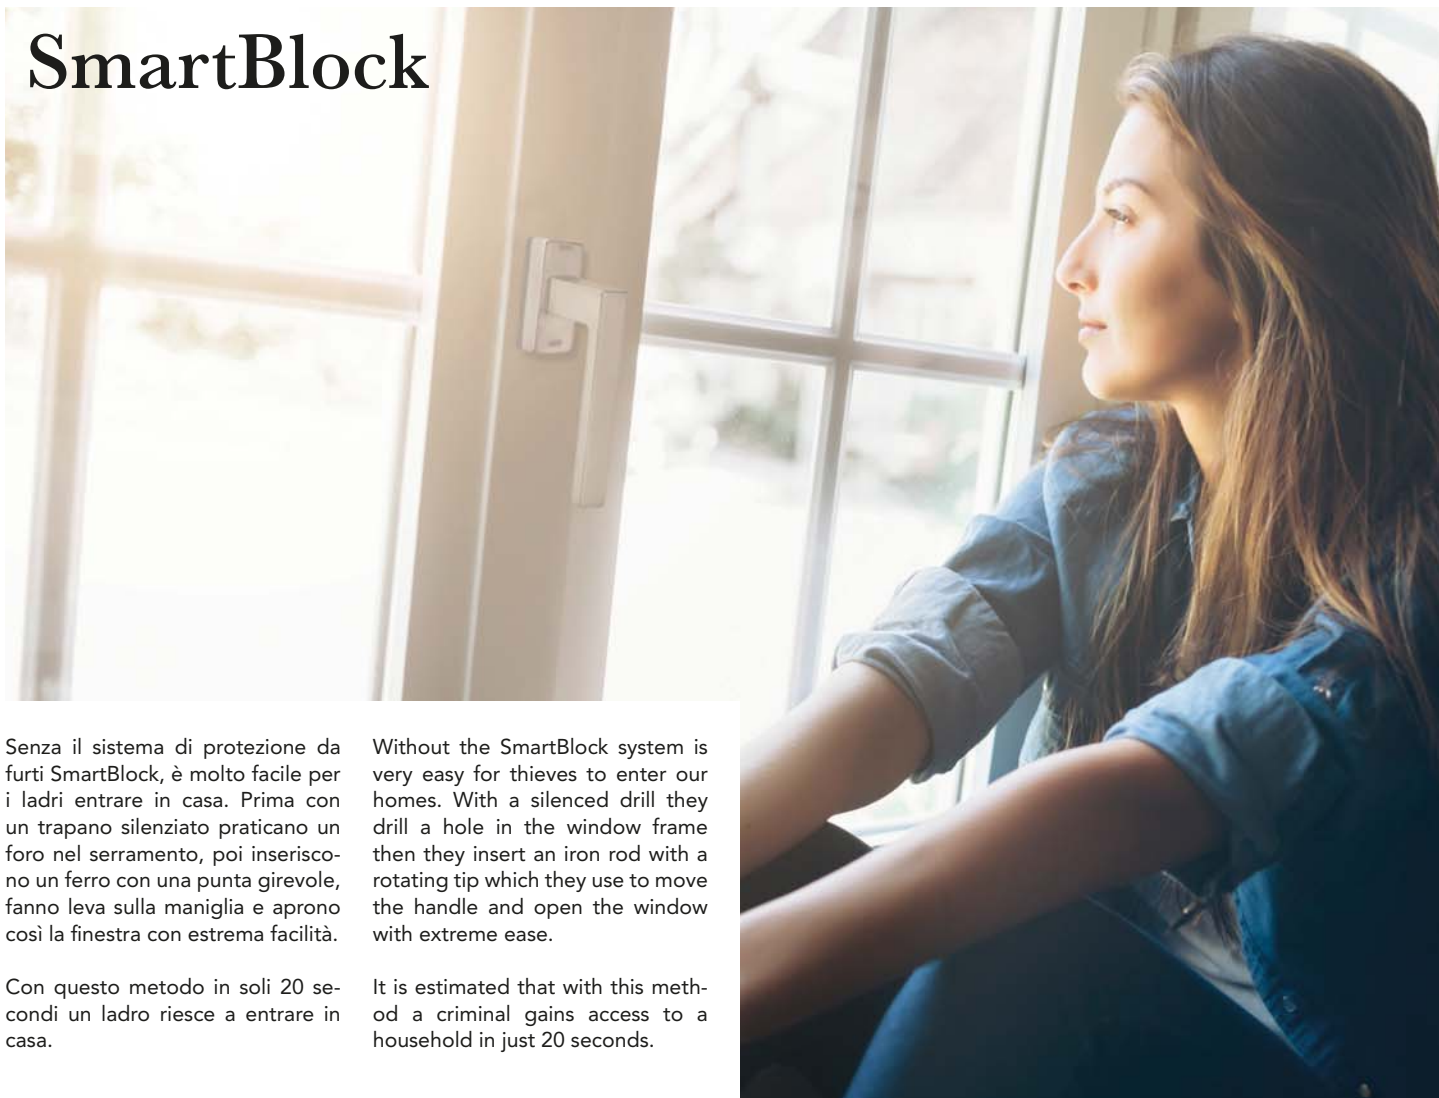 SmartBlock
Senza il sistema di protezione da
furti SmartBlock, è molto facile per
i ladri entrare in casa. Prima con
un trapano silenziato praticano un
foro nel serramento, poi inserisco-
no un ferro con una punta girevole,
fanno leva sulla maniglia e aprono
così la finestra con estrema facilità.
Con questo metodo in soli 20 se-
condi un ladro riesce a entrare in
casa.
Without the SmartBlock system is
very easy for thieves to enter our
homes. With a silenced drill they
drill a hole in the window frame
then they insert an iron rod with a
rotating tip which they use to move
the handle and open the window
with extreme ease.
It is estimated that with this meth-
od a criminal gains access to a
household in just 20 seconds.